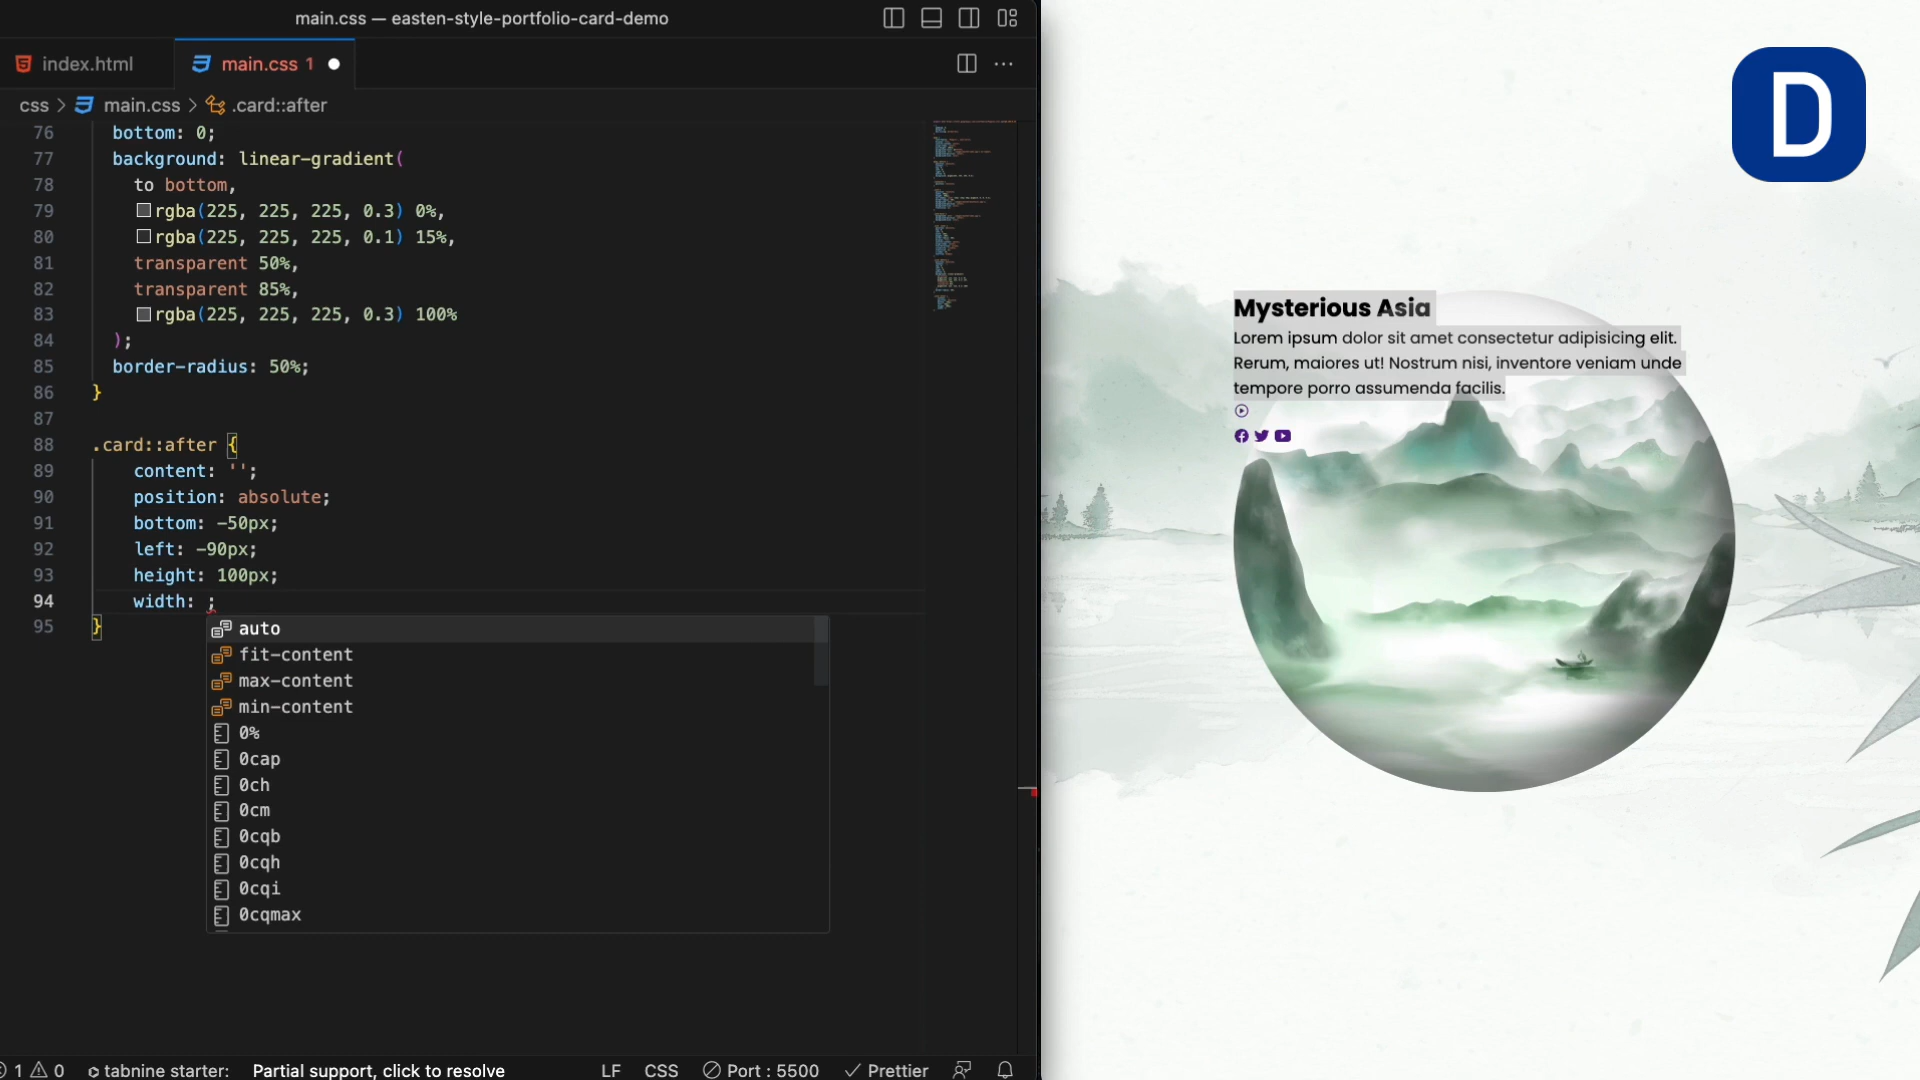 main.css — easten-style-portfolio-card-demo
index.html
main.css 1
css > main.css > .card::after
76 bottom: 0;
77 background: linear-gradient(
78 to bottom,
79 rgba(225, 225, 225, 0.3) 0%,
80 rgba(225, 225, 225, 0.1) 15%,
81 transparent 50%,
82 transparent 85%,
83 rgba(225, 225, 225, 0.3) 100%
84 );
85 border-radius: 50%;
86 }
87
88 .card::after {
89 content: '';
90 position: absolute;
91 bottom: -50px;
92 left: -90px;
93 height: 100px;
94 width: ;
95 }
auto
fit-content
max-content
min-content
0%
0cap
0ch
0cm
0cqb
0cqh
0cqi
0cqmax
1 0 tabnine starter: Partial support, click to resolve LF CSS Port : 5500 Prettier
D
Mysterious Asia
Lorem ipsum dolor sit amet consectetur adipisicing elit.
Rerum, maiores ut! Nostrum nisi, inventore veniam unde
tempore porro assumenda facilis.